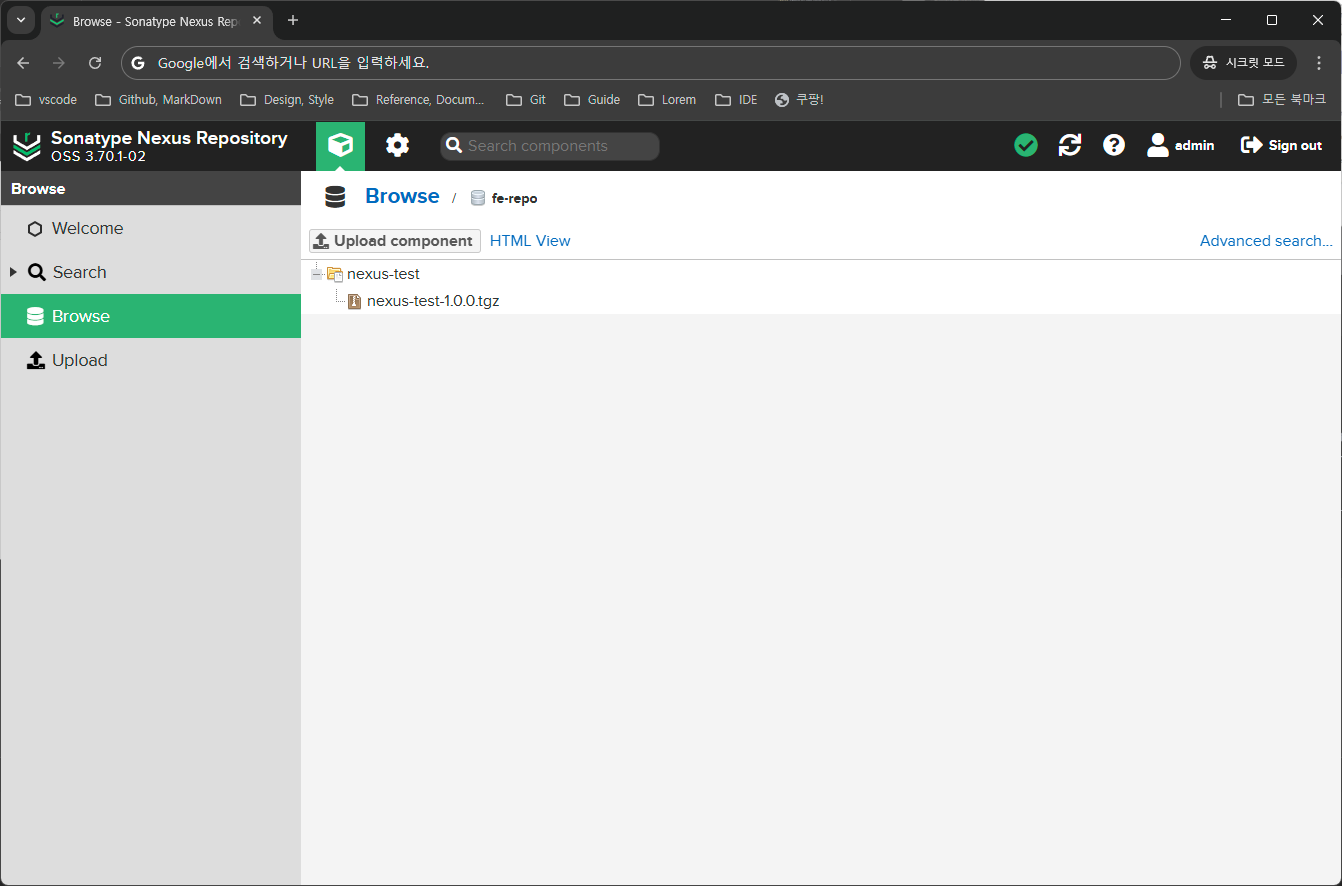 Browse - Sonatype Nexus Rep
Google에서 검색하거나 URL을 입력하세요.
시크릿 모드
vscode
Github, MarkDown
Design, Style
Reference, Docum...
Git
Guide
Lorem
IDE
쿠팡!
모든 북마크
Sonatype Nexus Repository
OSS 3.70.1-02
Search components
admin
Sign out
Browse
Welcome
Search
Browse
Upload
Browse / fe-repo
Upload component
HTML View
Advanced search...
nexus-test
nexus-test-1.0.0.tgz